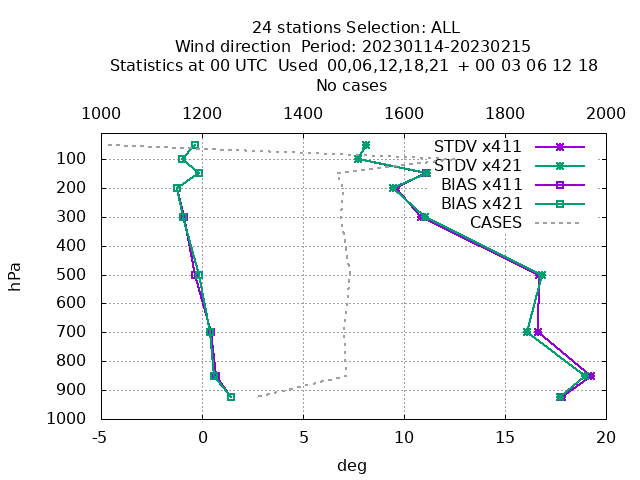 24 stations Selection: ALL
Wind direction  Period: 20230114-20230215
Statistics at 00 UTC  Used  00,06,12,18,21  + 00 03 06 12 18
No cases
1000 1200 1400 1600 1800 2000
STDV x411
STDV x421
BIAS x411
BIAS x421
CASES
100
200
300
400
500
600
700
800
900
1000
hPa
-5 0 5 10 15 20
deg